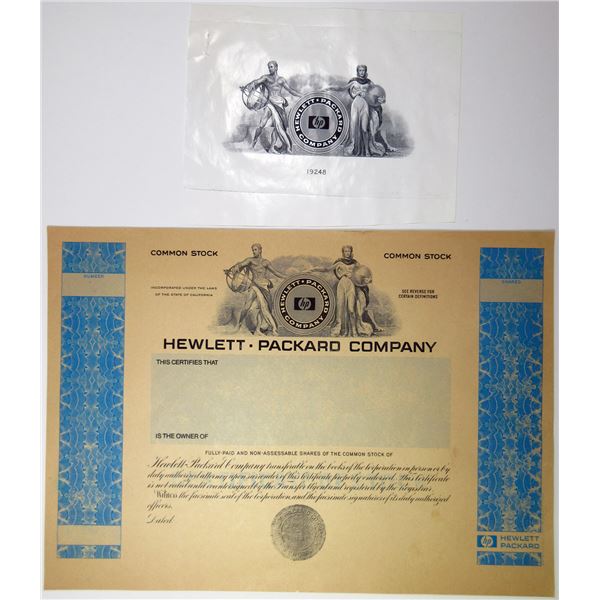 HEWLETT · PACKARD
hp
COMPANY
19248
NUMBER
SHARES
COMMON STOCK
COMMON STOCK
INCORPORATED UNDER THE LAWS
OF THE STATE OF CALIFORNIA
SEE REVERSE FOR
CERTAIN DEFINITIONS
HEWLETT · PACKARD
hp
COMPANY
HEWLETT · PACKARD COMPANY
THIS CERTIFIES THAT
IS THE OWNER OF
FULLY-PAID AND NON-ASSESSABLE SHARES OF THE COMMON STOCK OF
Hewlett-Packard Company transferable on the books of the Corporation in person or by
duly authorized attorney upon surrender of this Certificate properly endorsed. This Certificate
is not valid until countersigned by the Transfer Agent and registered by the Registrar.
Witness the facsimile seal of the Corporation and the facsimile signatures of its duly authorized
officers.
Dated:
hp HEWLETT
PACKARD